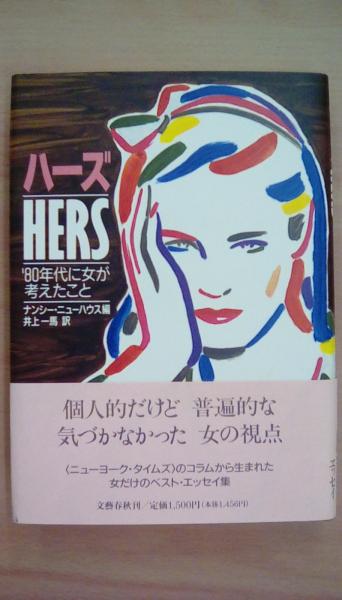 ハーズ
HERS
'80年代に女が
考えたこと
ナンシー・ニューハウス編
井上一馬 訳
個人的だけど 普遍的な
気づかなかった 女の視点
〈ニューヨーク・タイムズ〉のコラムから生まれた
女だけのベスト・エッセイ集
文藝春秋刊／定価1,500円(本体1,456円)